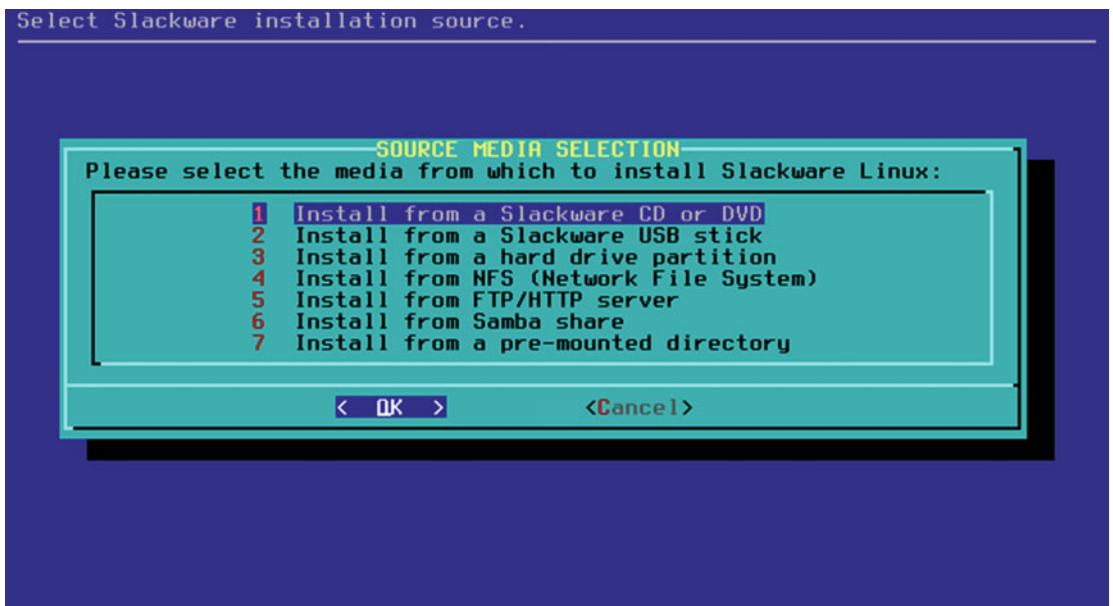 Select Slackware installation source.
SOURCE MEDIA SELECTION
Please select the media from which to install Slackware Linux:
1 Install from a Slackware CD or DVD
2 Install from a Slackware USB stick
3 Install from a hard drive partition
4 Install from NFS (Network File System)
5 Install from FTP/HTTP server
6 Install from Samba share
7 Install from a pre-mounted directory
< OK > <Cancel>